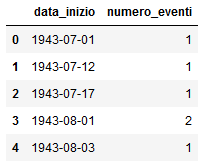 data_inizio numero_eventi
0 1943-07-01 1
1 1943-07-12 1
2 1943-07-17 1
3 1943-08-01 2
4 1943-08-03 1